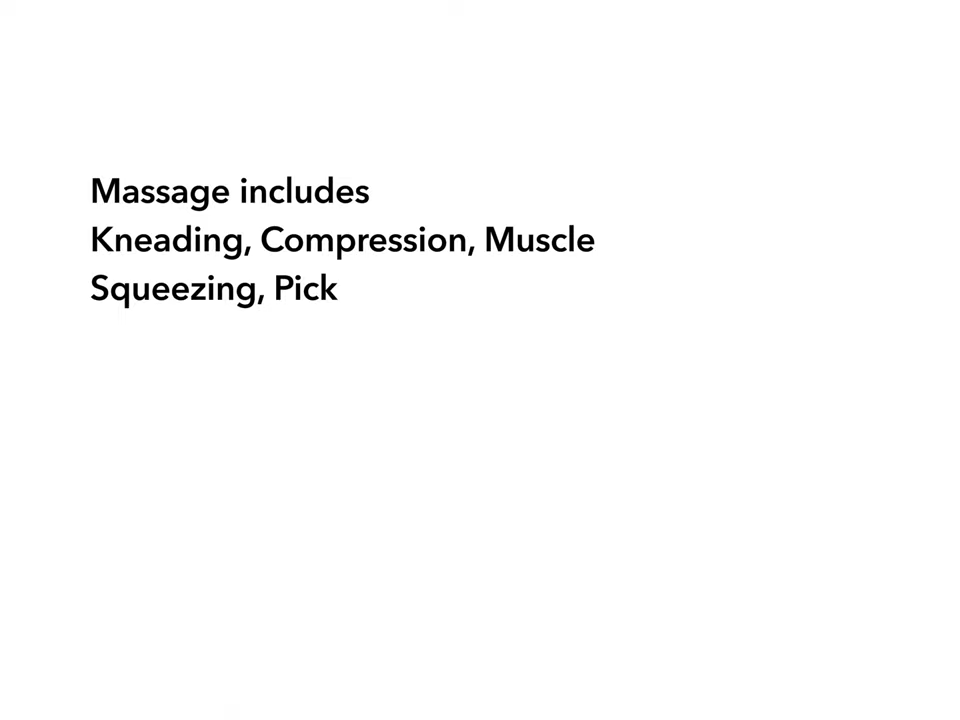 Massage includes
Kneading, Compression, Muscle
Squeezing, Pick